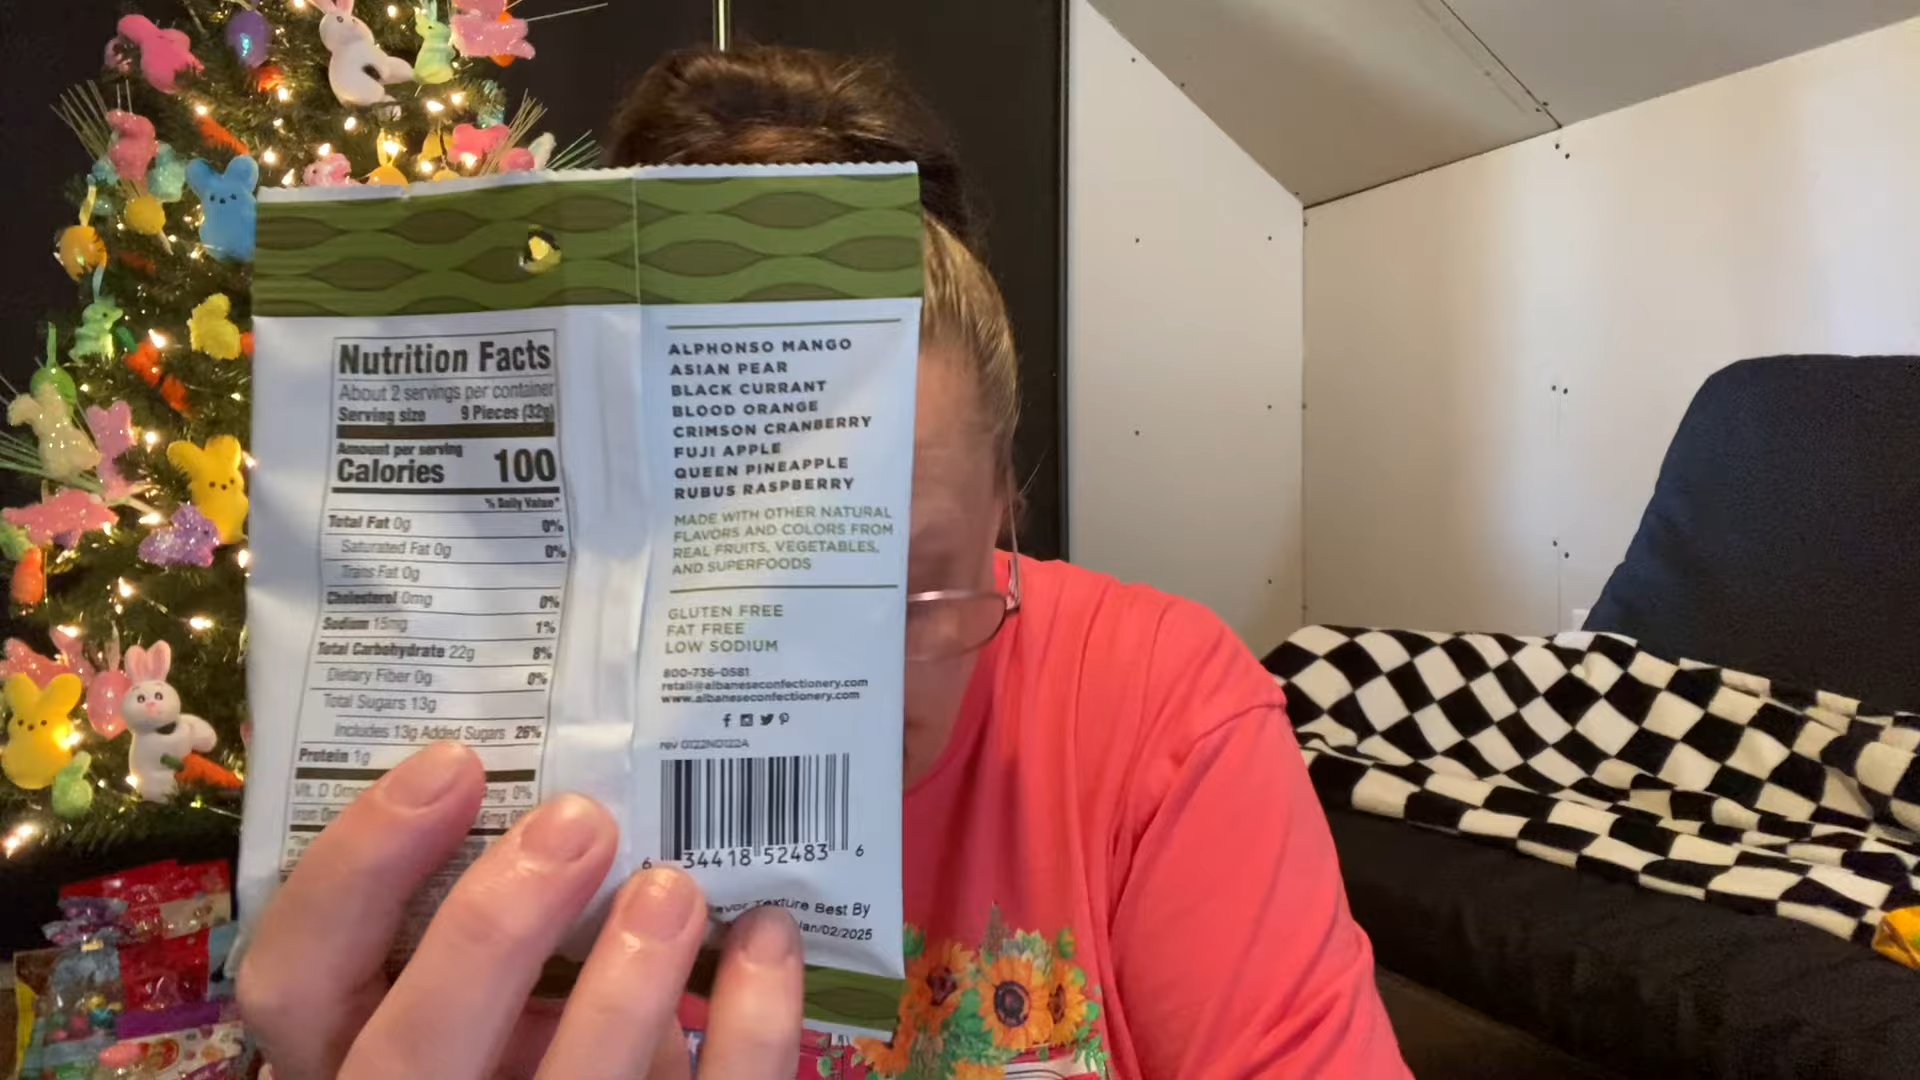 Nutrition Facts
About 2 servings per container
Serving size 9 Pieces (32g)
Amount per serving
Calories 100
% Daily Value*
Total Fat 0g 0%
Saturated Fat 0g 0%
Trans Fat 0g
Cholesterol 0mg 0%
Sodium 15mg 1%
Total Carbohydrate 22g 8%
Dietary Fiber 0g 0%
Total Sugars 13g
Includes 13g Added Sugars 26%
Protein 1g
Vit. D 0%
Iron
ALPHONSO MANGO
ASIAN PEAR
BLACK CURRANT
BLOOD ORANGE
CRIMSON CRANBERRY
FUJI APPLE
QUEEN PINEAPPLE
RUBUS RASPBERRY
MADE WITH OTHER NATURAL
FLAVORS AND COLORS FROM
REAL FRUITS, VEGETABLES,
AND SUPERFOODS
GLUTEN FREE
FAT FREE
LOW SODIUM
800-736-0581
retail@albaneseconfectionery.com
www.albaneseconfectionery.com
rev 0122N0122A
6 34418 52483 6
Texture Best By
Jan/02/2025